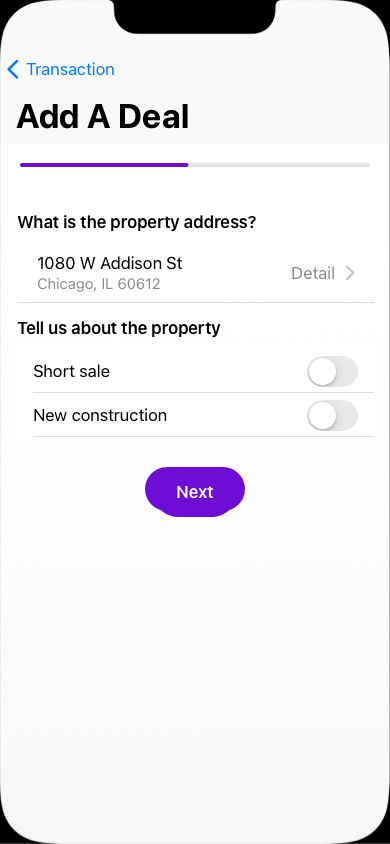 Transaction
Add A Deal
What is the property address?
1080 W Addison St
Chicago, IL 60612
Detail
Tell us about the property
Short sale
New construction
Next